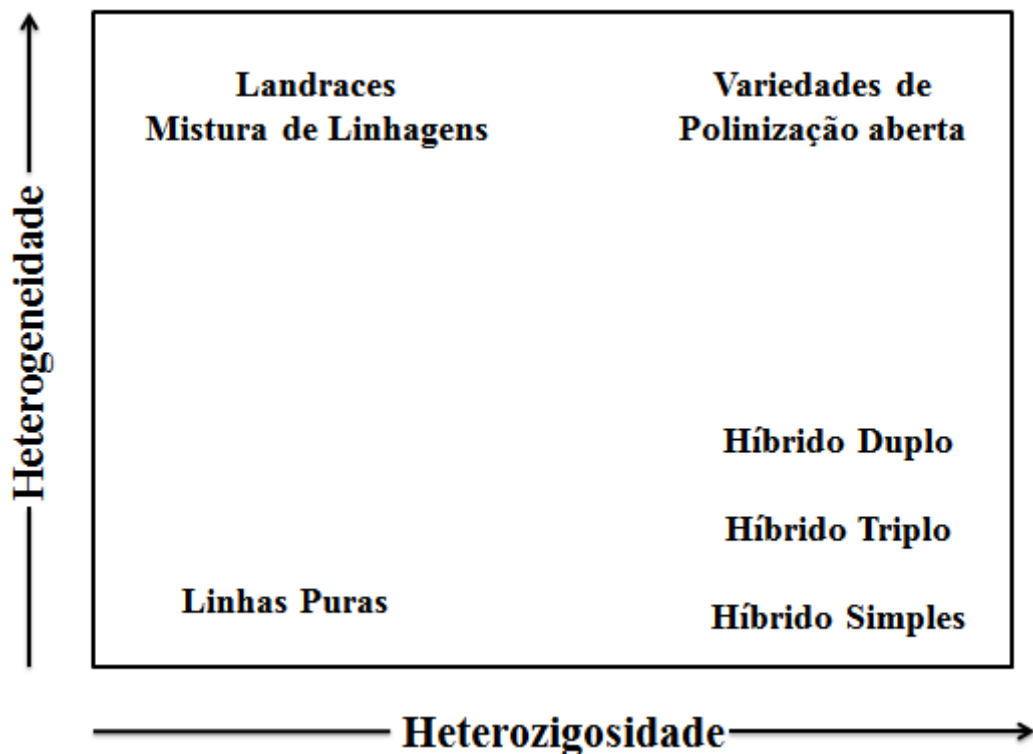 Heterogeneidade
Landraces
Mistura de Linhagens
Variedades de
Polinização aberta
Híbrido Duplo
Híbrido Triplo
Linhas Puras
Híbrido Simples
Heterozigosidade